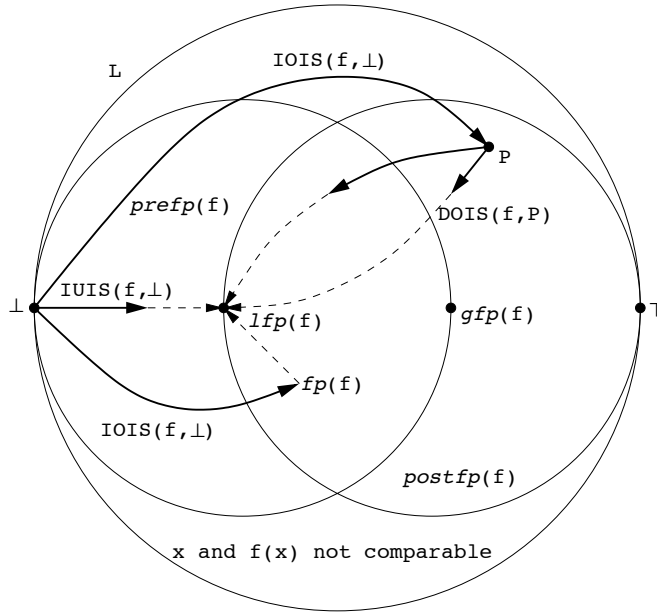 IOIS(f,⊥)
L
P
prefp(f)
DOIS(f,P)
IUIS(f,⊥)
⊥
lfp(f)
gfp(f)
⊤
fp(f)
IOIS(f,⊥)
postfp(f)
x and f(x) not comparable